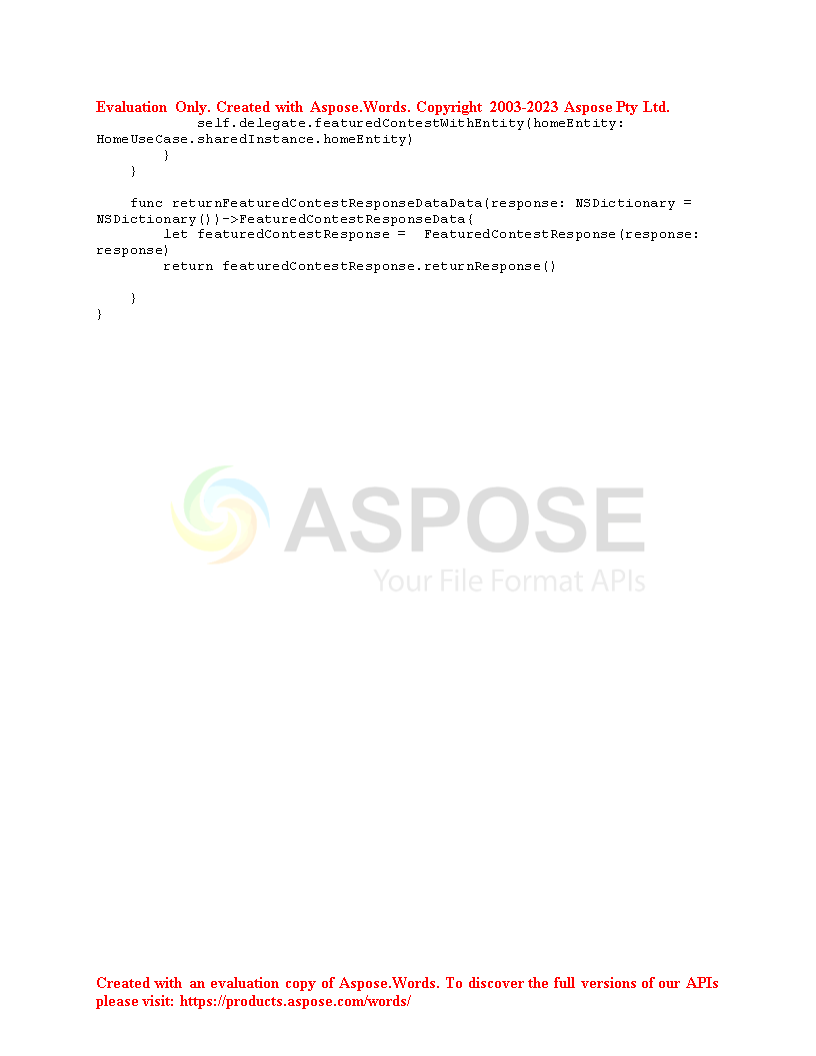 Evaluation Only. Created with Aspose.Words. Copyright 2003-2023 Aspose Pty Ltd.
            self.delegate.featuredContestWithEntity(homeEntity:
HomeUseCase.sharedInstance.homeEntity)
        }
    }

    func returnFeaturedContestResponseDataData(response: NSDictionary =
NSDictionary())->FeaturedContestResponseData{
        let featuredContestResponse =  FeaturedContestResponse(response:
response)
        return featuredContestResponse.returnResponse()

    }
}
ASPOSE
Your File Format APIs
Created with an evaluation copy of Aspose.Words. To discover the full versions of our APIs
please visit: https://products.aspose.com/words/